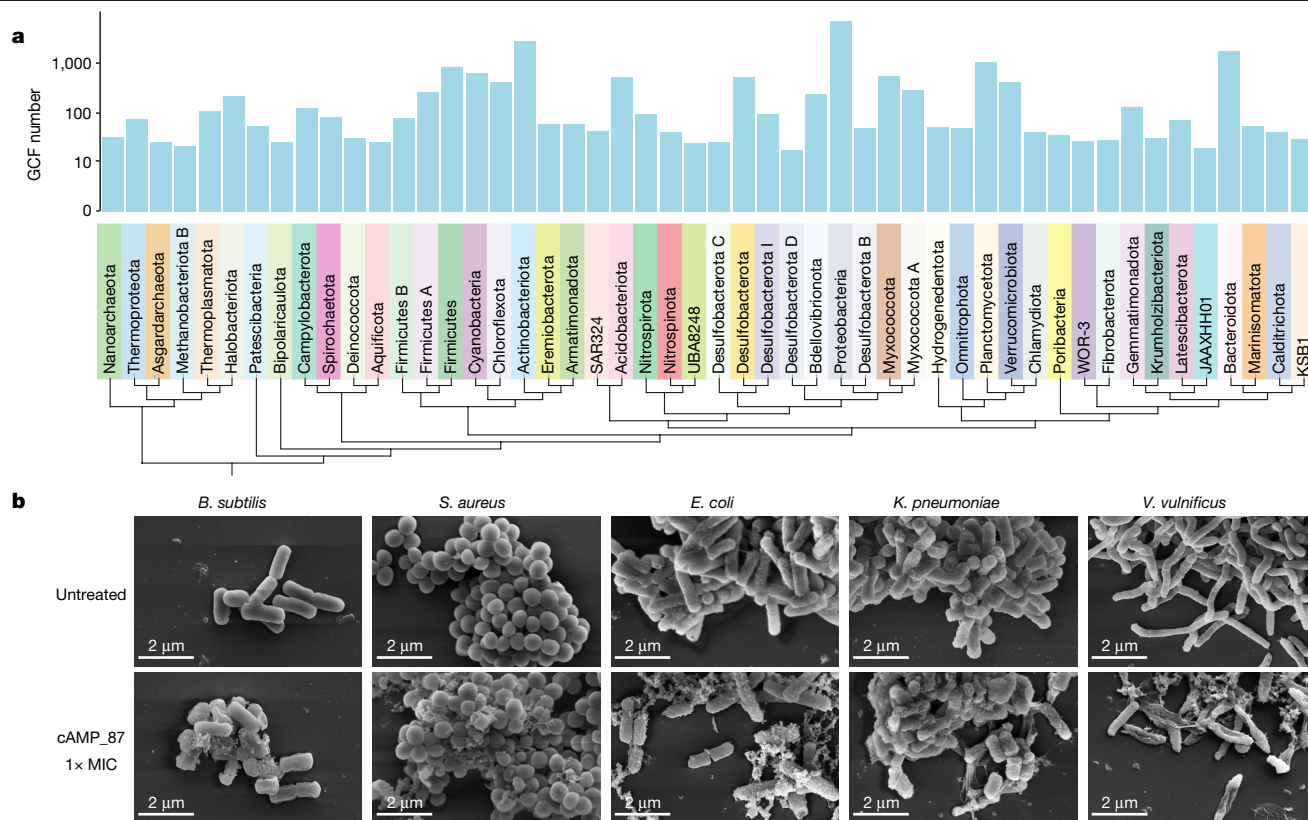 a
GCF number
1,000
100
10
0
Nanoarchaeota
Thermoproteota
Asgardarchaeota
Methanobacteriota B
Thermoplasmatota
Halobacteriota
Patescibacteria
Bipolaricaulota
Campylobacterota
Spirochaetota
Deinococcota
Aquificota
Firmicutes B
Firmicutes A
Firmicutes
Cyanobacteria
Chloroflexota
Actinobacteriota
Eremiobacterota
Armatimonadota
SAR324
Acidobacteriota
Nitrospirota
Nitrospinota
UBA8248
Desulfobacterota C
Desulfobacterota
Desulfobacterota I
Desulfobacterota D
Bdellovibrionota
Proteobacteria
Desulfobacterota B
Myxococcota
Myxococcota A
Hydrogenedentota
Omnitrophota
Planctomycetota
Verrucomicrobiota
Chlamydiota
Poribacteria
WOR-3
Fibrobacterota
Gemmatimonadota
Krumholzibacteriota
Latescibacterota
JAAXHH01
Bacteroidota
Marinisomatota
Calditrichota
KSB1
b
B. subtilis
S. aureus
E. coli
K. pneumoniae
V. vulnificus
Untreated
2 μm
2 μm
2 μm
2 μm
2 μm
cAMP_87
1× MIC
2 μm
2 μm
2 μm
2 μm
2 μm